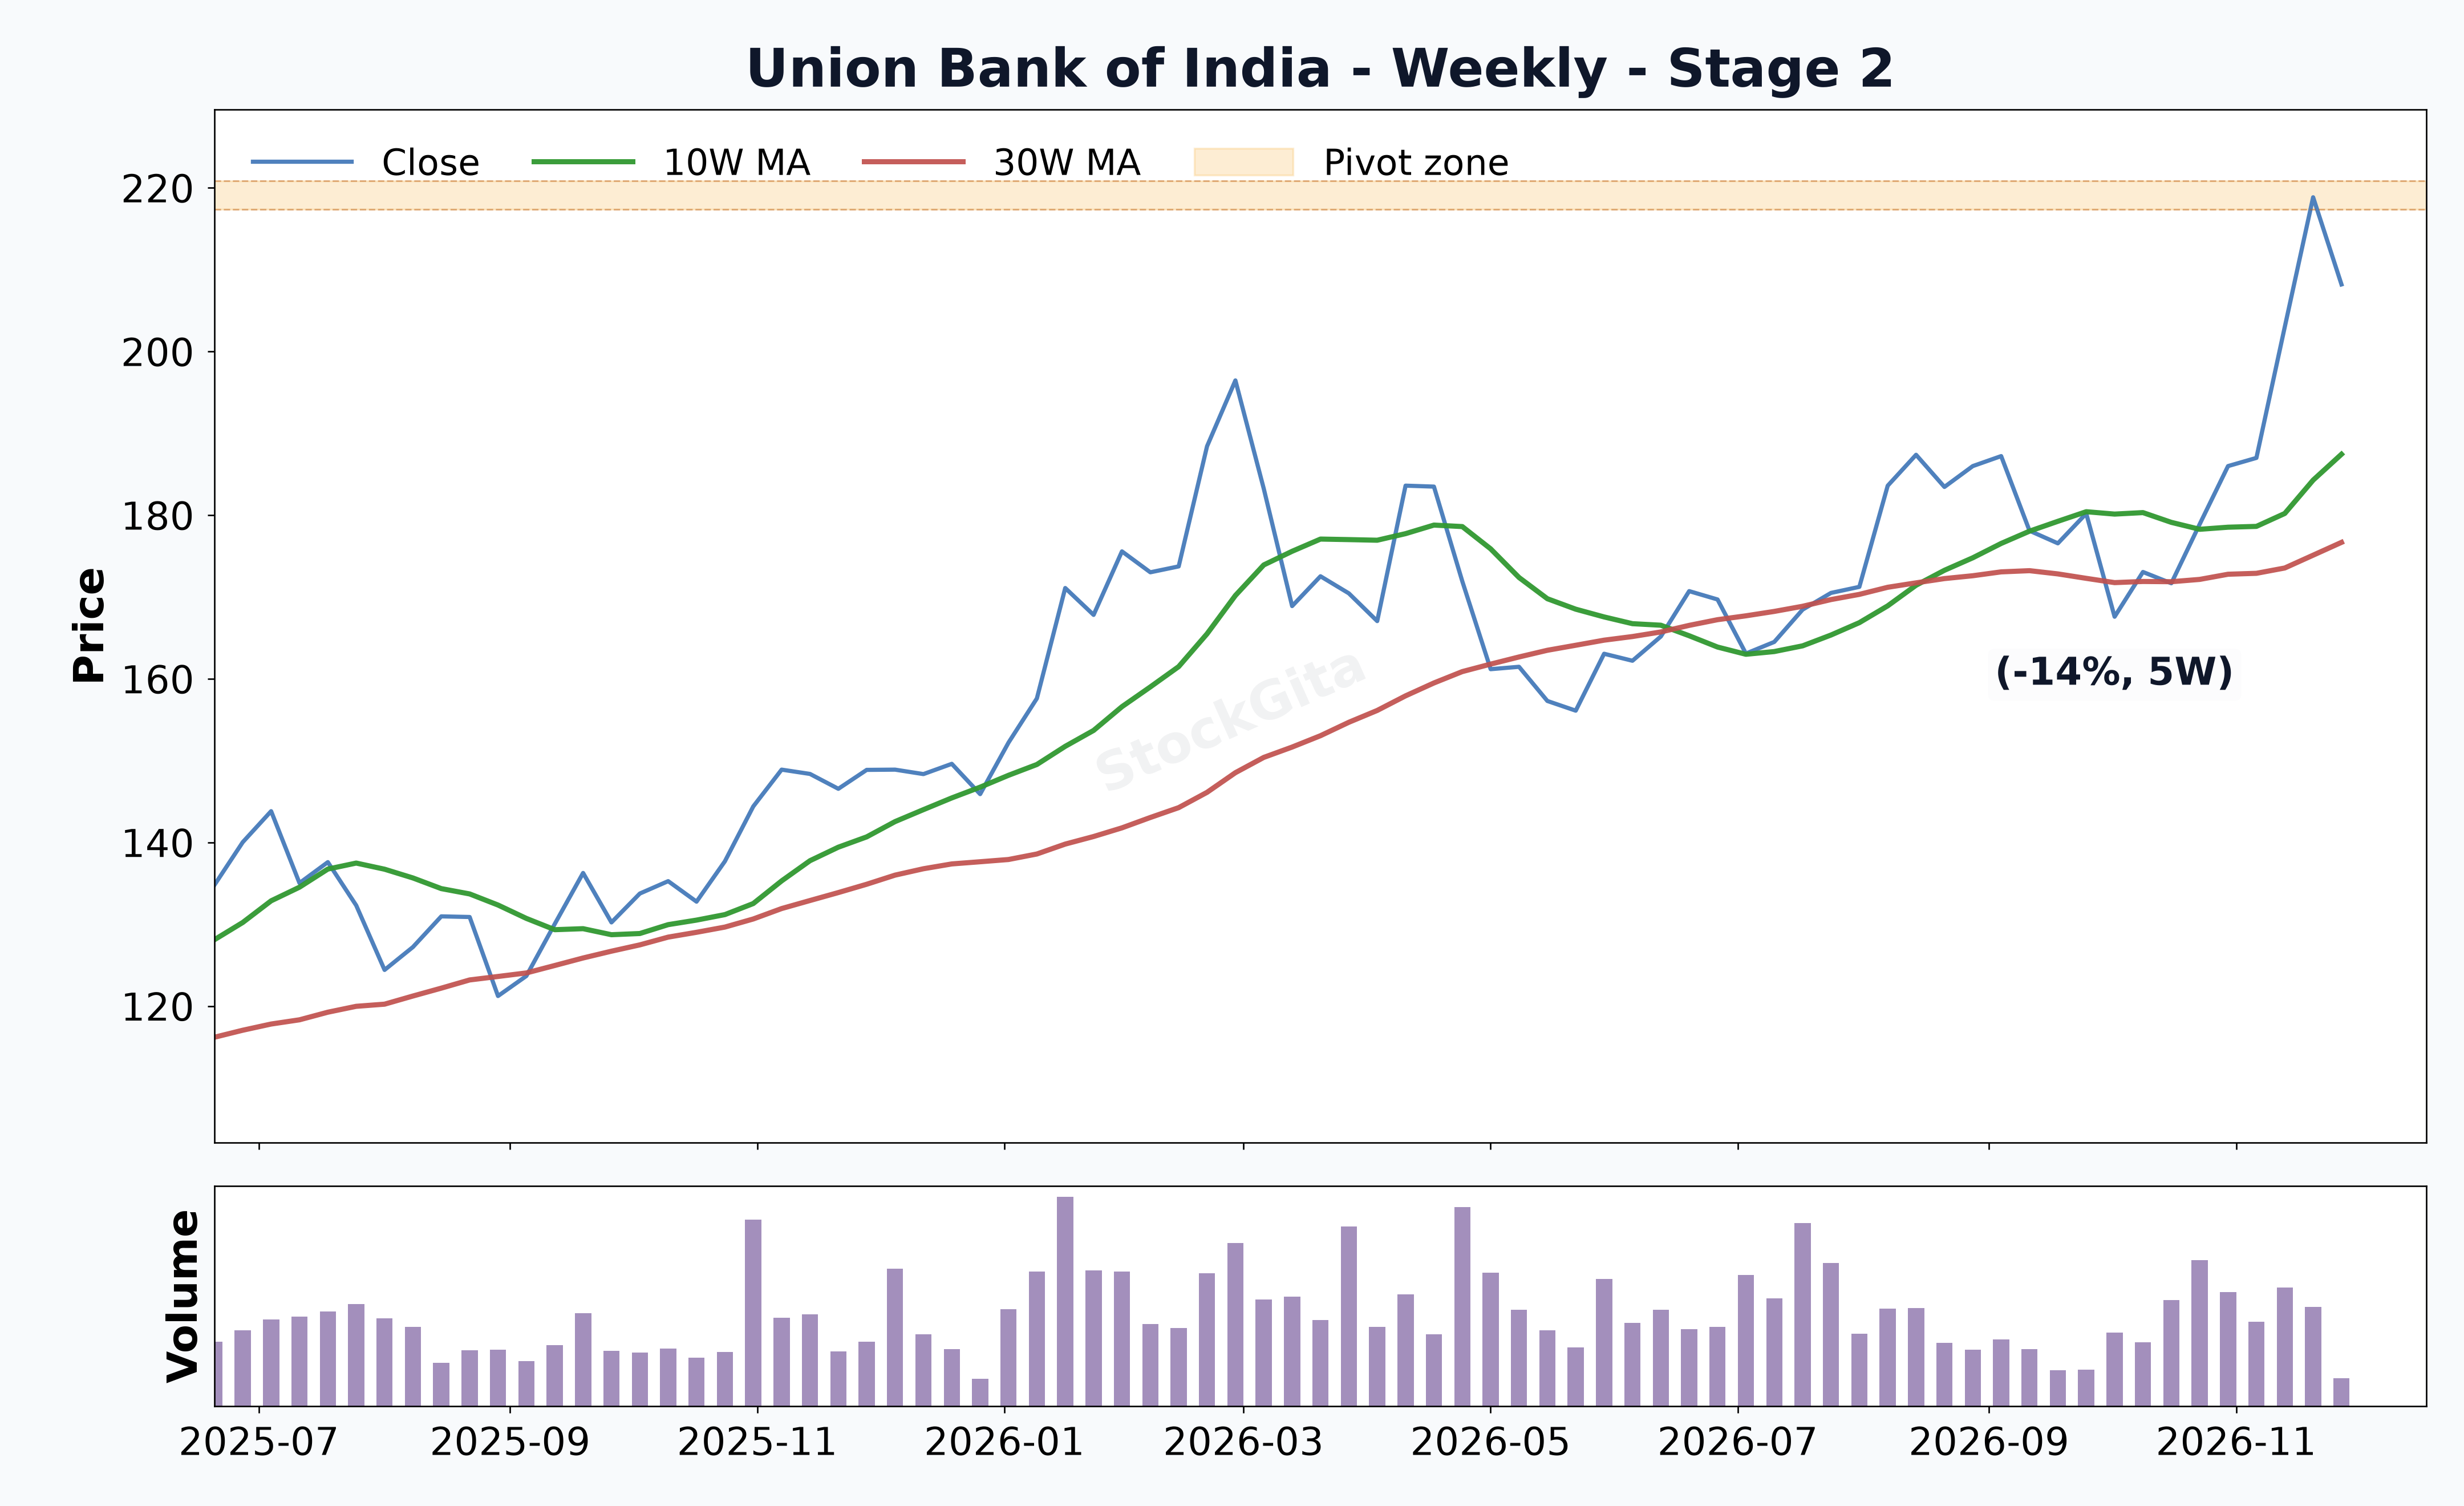 Union Bank of India - Weekly - Stage 2
Close 10W MA 30W MA Pivot zone
220
200
180
160
140
120
Price
(-14%, 5W)
StockGita
Volume
2025-07 2025-09 2025-11 2026-01 2026-03 2026-05 2026-07 2026-09 2026-11